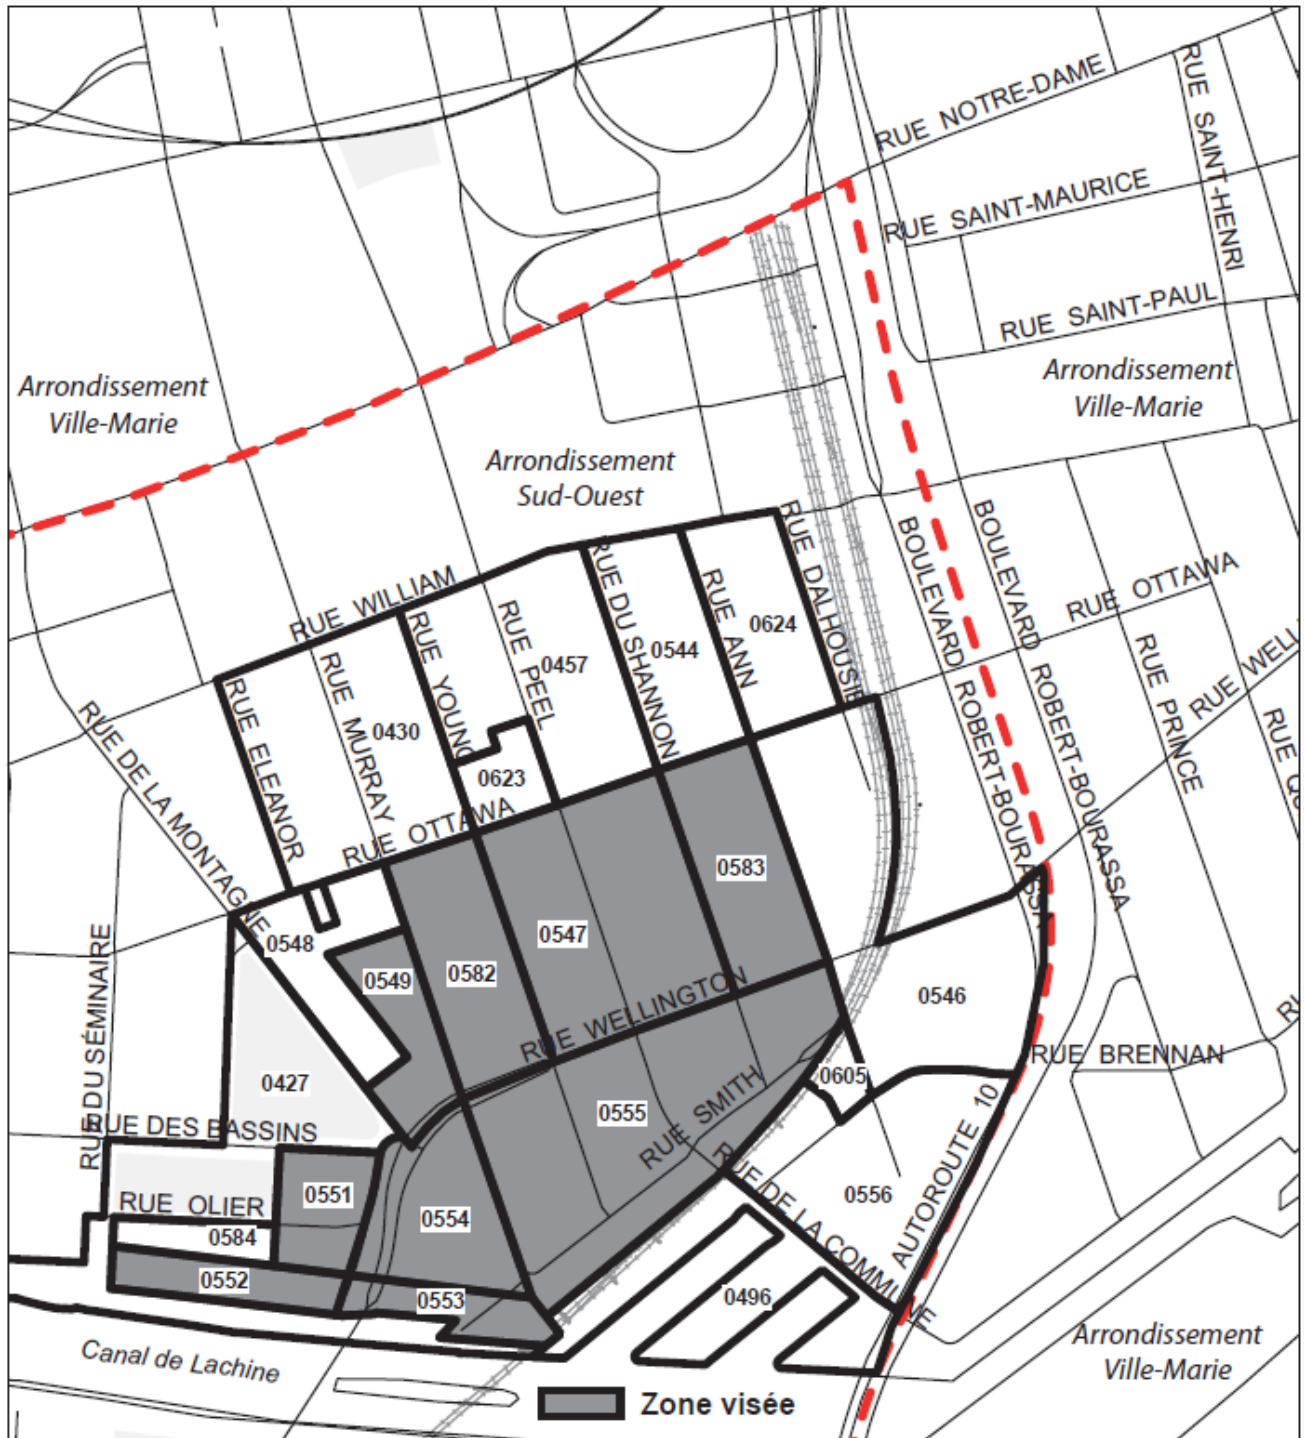 RUE NOTRE-DAME
RUE SAINT-HENRI
RUE SAINT-MAURICE
RUE SAINT-PAUL
Arrondissement
Ville-Marie
Arrondissement
Ville-Marie
Arrondissement
Sud-Ouest
RUE WILLIAM
RUE DU SHANNON
RUE DALHOUSIE
BOULEVARD ROBERT-BOURASSA
BOULEVARD ROBERT-BOURASSA
RUE OTTAWA
RUE ANN
0624
0544
0457
RUE PEEL
RUE YOUNG
RUE MURRAY
0430
RUE ELEANOR
RUE DE LA MONTAGNE
RUE PRINCE
RUE WELL
RUE QU
0623
RUE OTTAWA
0583
0548
0547
0549
0582
RUE WELLINGTON
0546
RUE DU SÉMINAIRE
RUE BRENNAN
RU
0427
0605
0555
RUE SMITH
RUE DES BASSINS
AUTOROUTE 10
RUE DE LA COMMUNE
0551
0556
RUE OLIER
0554
0584
0552
0553
0496
Canal de Lachine
Arrondissement
Ville-Marie
Zone visée